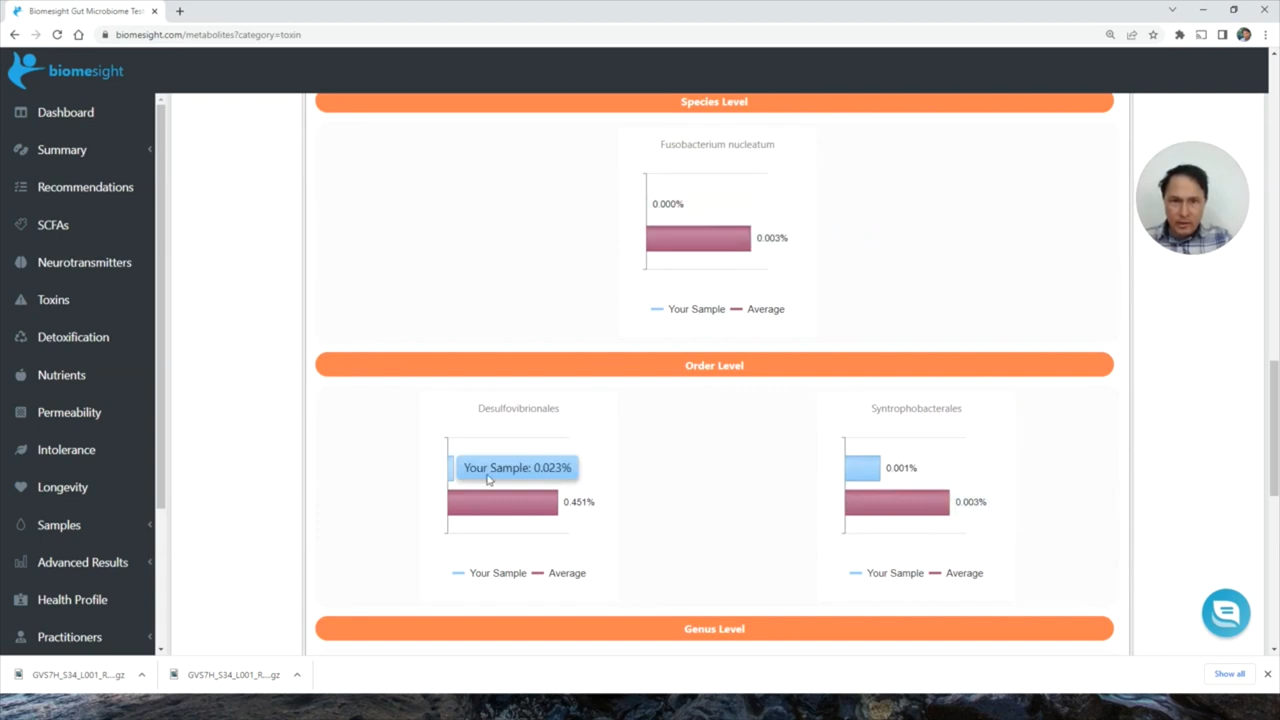 Biomesight Gut Microbiome Tes
biomesight.com/metabolites?category=toxin
biomesight
Dashboard
Summary
Recommendations
SCFAs
Neurotransmitters
Toxins
Detoxification
Nutrients
Permeability
Intolerance
Longevity
Samples
Advanced Results
Health Profile
Practitioners
Species Level
Fusobacterium nucleatum
0.000%
0.003%
Your Sample Average
Order Level
Desulfovibrionales
Your Sample: 0.023%
0.451%
Your Sample Average
Syntrophobacterales
0.001%
0.003%
Your Sample Average
Genus Level
GVS7H_S34_L001_R....gz
GVS7H_S34_L001_R....gz
Show all